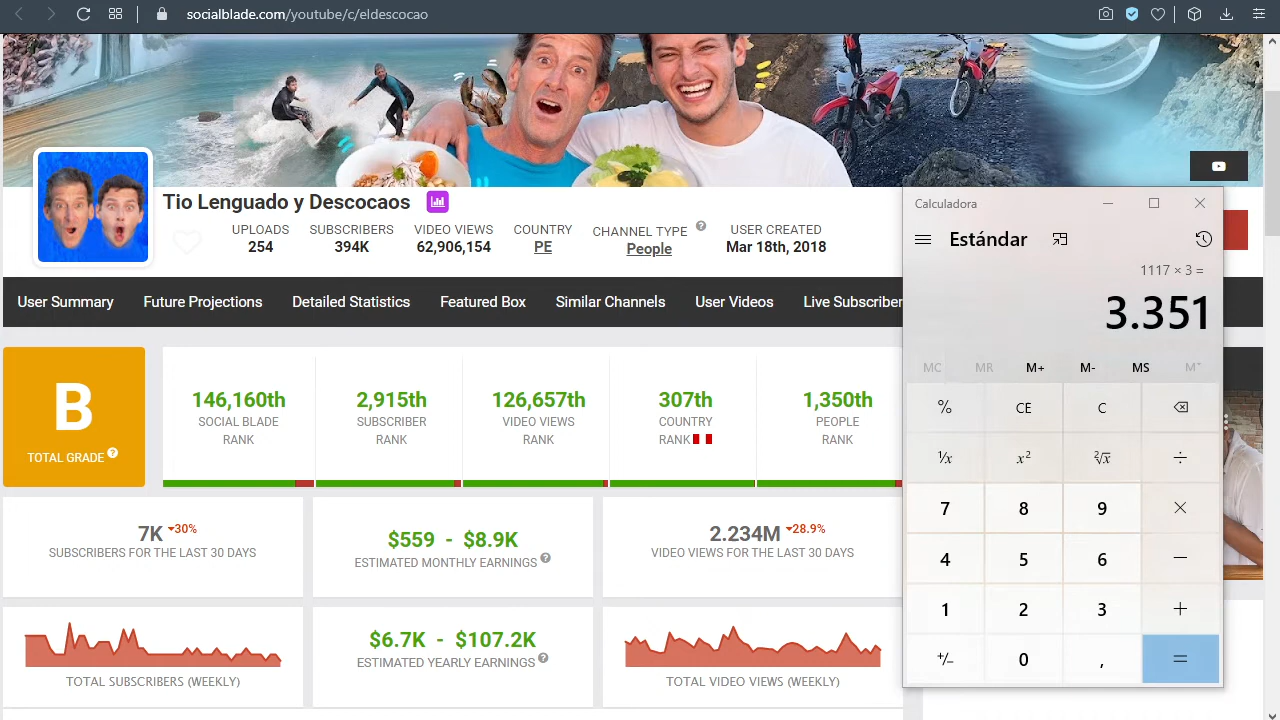 socialblade.com/youtube/c/eldescocao
Tio Lenguado y Descocaos
UPLOADS
254
SUBSCRIBERS
394K
VIDEO VIEWS
62,906,154
COUNTRY
PE
CHANNEL TYPE ?
People
USER CREATED
Mar 18th, 2018
User Summary
Future Projections
Detailed Statistics
Featured Box
Similar Channels
User Videos
Live Subscriber
B
TOTAL GRADE ?
146,160th
SOCIAL BLADE
RANK
2,915th
SUBSCRIBER
RANK
126,657th
VIDEO VIEWS
RANK
307th
COUNTRY
RANK
1,350th
PEOPLE
RANK
7K 30%
SUBSCRIBERS FOR THE LAST 30 DAYS
$559 - $8.9K
ESTIMATED MONTHLY EARNINGS ?
2.234M 28.9%
VIDEO VIEWS FOR THE LAST 30 DAYS
TOTAL SUBSCRIBERS (WEEKLY)
$6.7K - $107.2K
ESTIMATED YEARLY EARNINGS ?
TOTAL VIDEO VIEWS (WEEKLY)
Calculadora
Estándar
1117 × 3 =
3.351
MC MR M+ M- MS M˅
% CE C
⅟x x² ²√x ÷
7 8 9 ×
4 5 6 −
1 2 3 +
+/− 0 , =